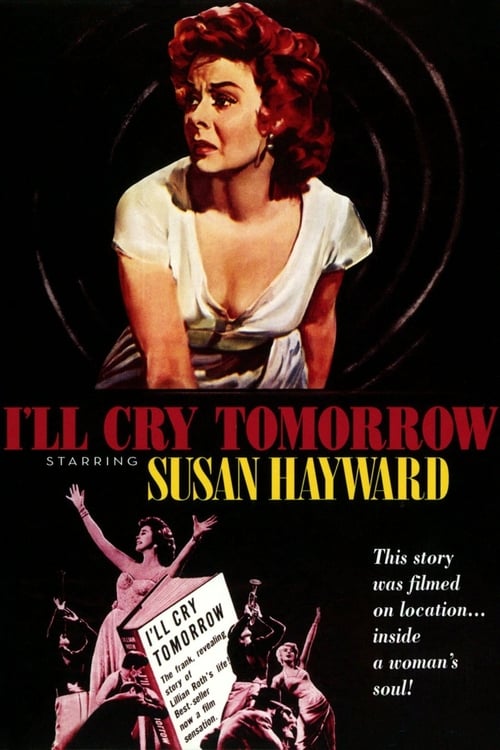 I'LL CRY TOMORROW
STARRING SUSAN HAYWARD
This story
was filmed
on location...
inside
a woman's
soul!
I'LL CRY
TOMORROW
The frank, revealing
story of
Lillian Roth's life!
Best-seller
now a film
sensation.